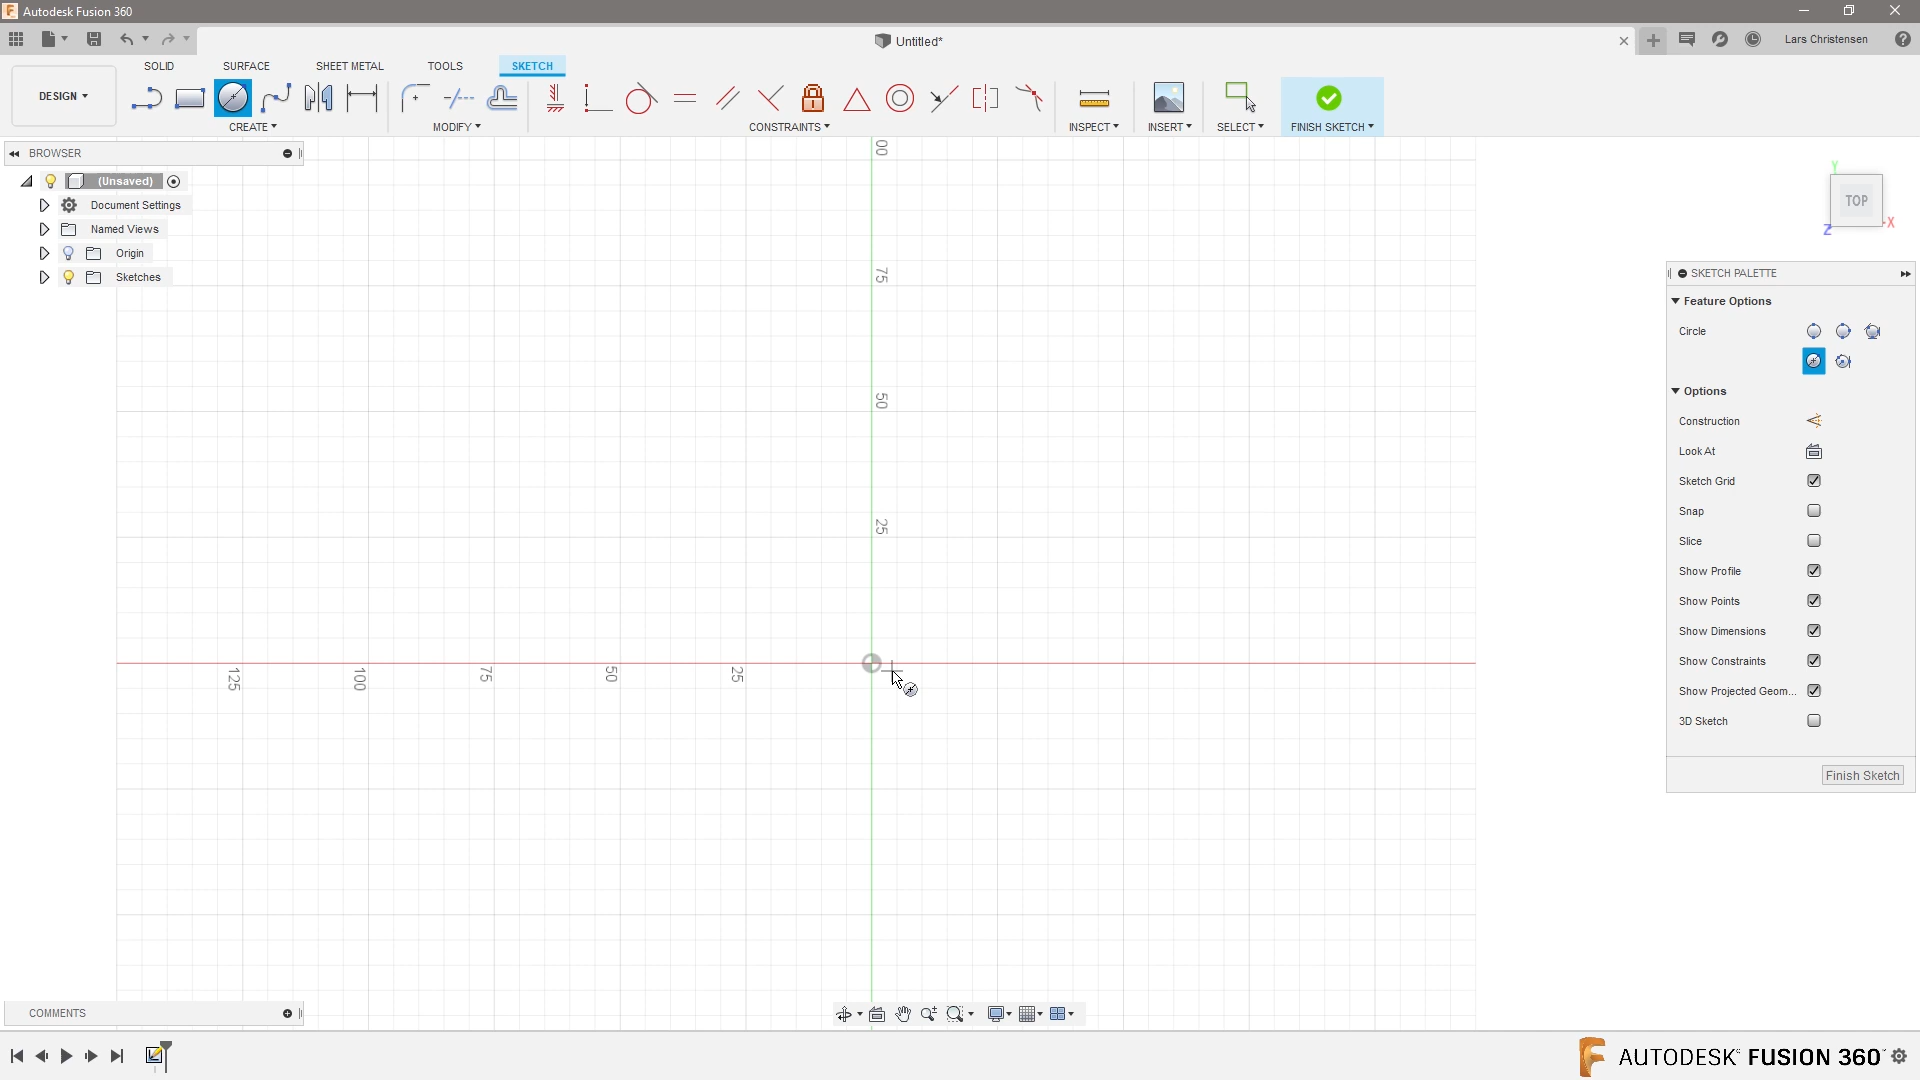 Autodesk Fusion 360
Untitled*
Lars Christensen
DESIGN
SOLID
SURFACE
SHEET METAL
TOOLS
SKETCH
CREATE
MODIFY
CONSTRAINTS
INSPECT
INSERT
SELECT
FINISH SKETCH
BROWSER
(Unsaved)
Document Settings
Named Views
Origin
Sketches
00
75
50
25
125
100
75
50
25
Y
TOP
X
Z
SKETCH PALETTE
Feature Options
Circle
Options
Construction
Look At
Sketch Grid
Snap
Slice
Show Profile
Show Points
Show Dimensions
Show Constraints
Show Projected Geom...
3D Sketch
Finish Sketch
COMMENTS
AUTODESK FUSION 360